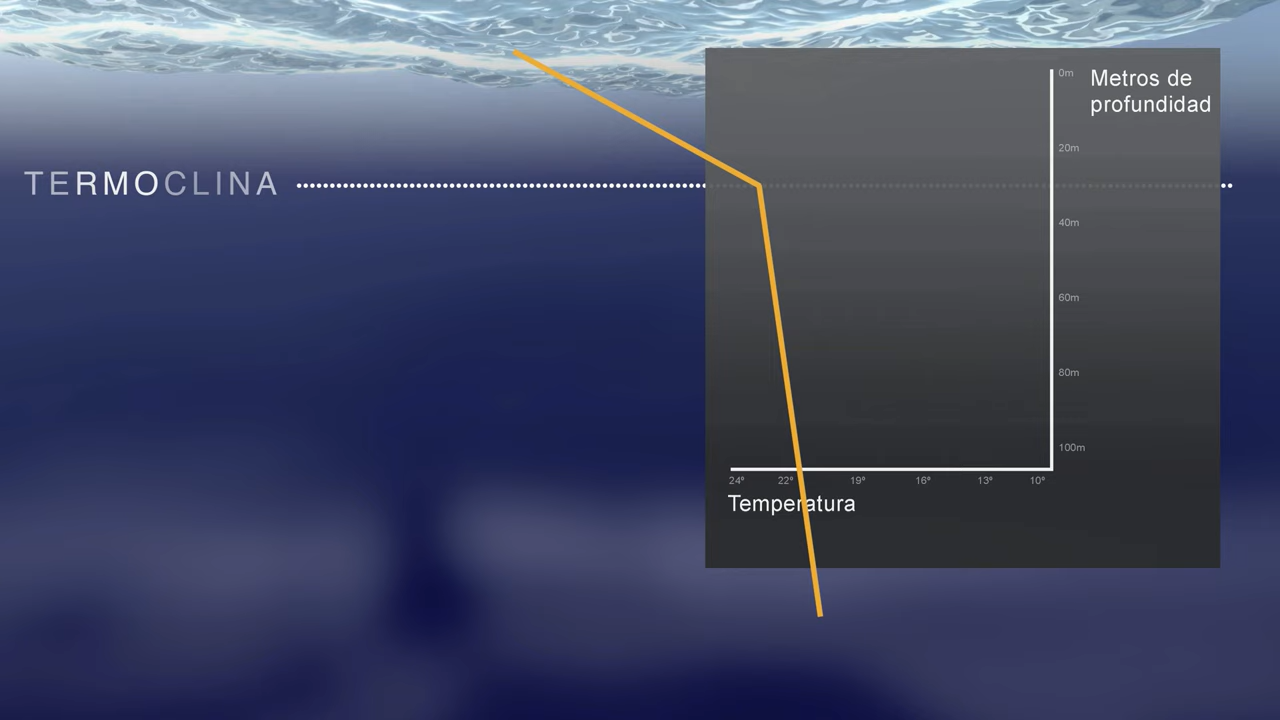 0m
Metros de
profundidad
20m
TERMOCLINA
40m
60m
80m
100m
24° 22° 19° 16° 13° 10°
Temperatura